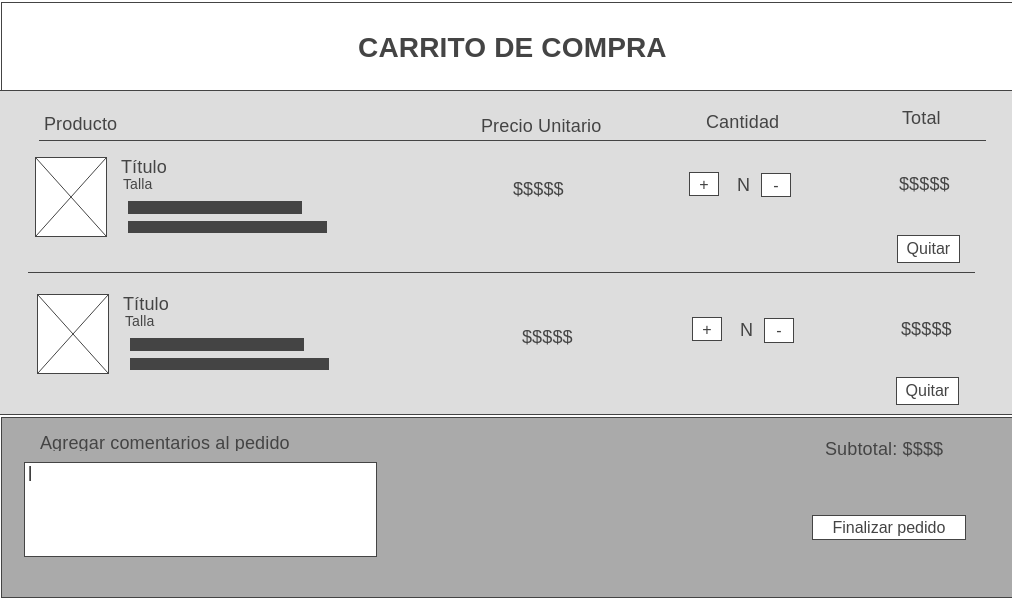 CARRITO DE COMPRA
Producto Precio Unitario Cantidad Total
Título
Talla
$$$$$ + N - $$$$$
Quitar
Título
Talla
$$$$$ + N - $$$$$
Quitar
Agregar comentarios al pedido
Subtotal: $$$$
Finalizar pedido